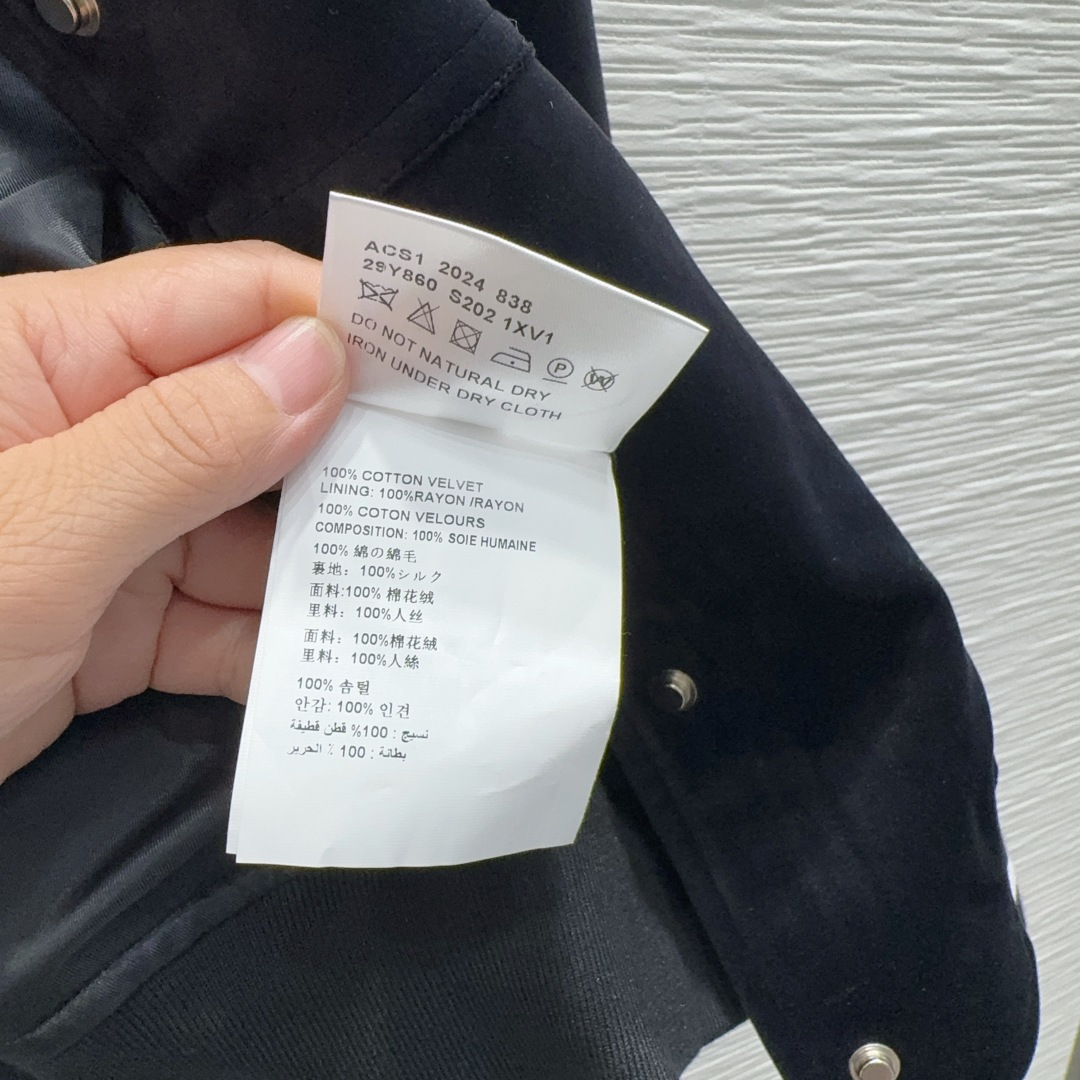 ACS1 2024 838
29Y860 S202 1XV1
P
W
DO NOT NATURAL DRY
IRON UNDER DRY CLOTH
100% COTTON VELVET
LINING: 100%RAYON /RAYON
100% COTON VELOURS
COMPOSITION: 100% SOIE HUMAINE
100% 綿の綿毛
裏地：100%シルク
面料:100% 棉花绒
里料：100%人丝
面料：100%棉花絨
里料：100%人絲
100% 솜털
안감: 100% 인견
نسيج : 100% قطن قطيفة
بطانة : 100 ٪ الحرير